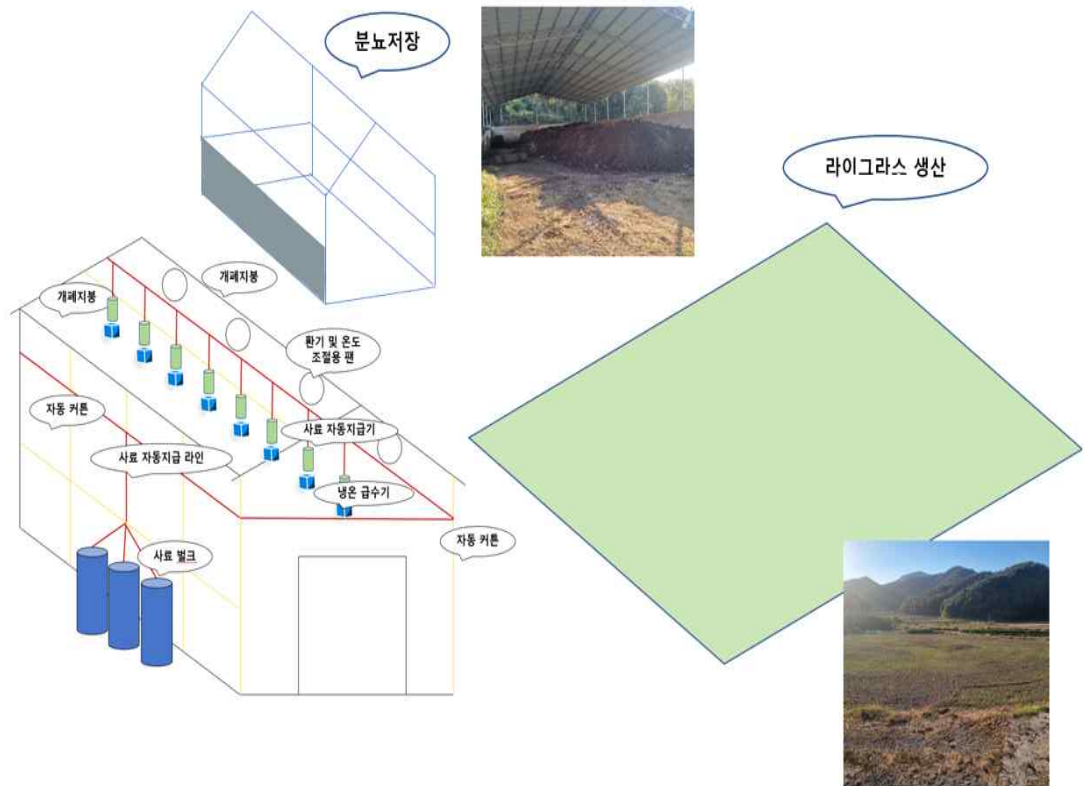 분뇨저장
라이그라스 생산
개폐지붕
개폐지붕
환기 및 온도
조절용 팬
자동 커튼
사료 자동지급기
사료 자동지급 라인
냉온 급수기
자동 커튼
사료 벌크